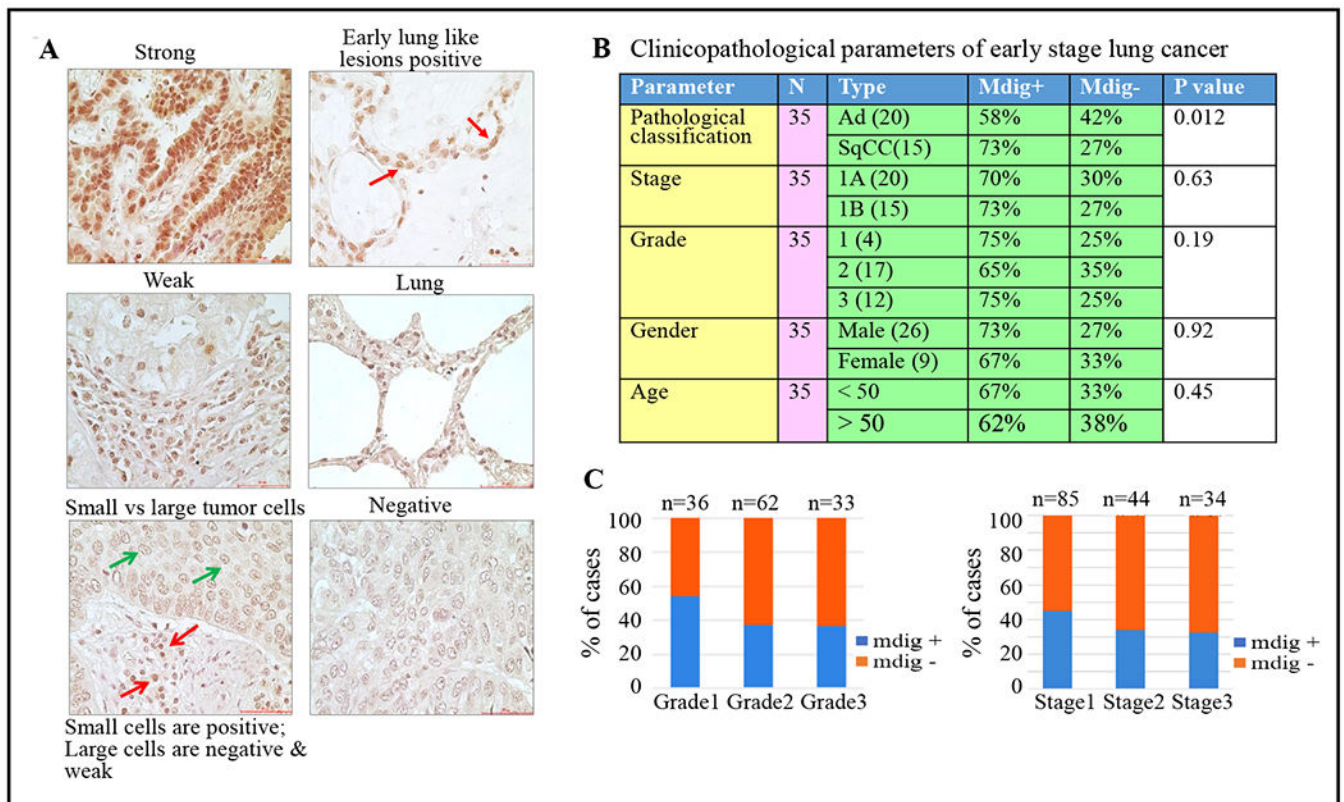 A
Strong
Early lung like
lesions positive
Weak
Lung
Small vs large tumor cells
Negative
Small cells are positive;
Large cells are negative &
weak
B Clinicopathological parameters of early stage lung cancer
Parameter N Type Mdig+ Mdig- P value
Pathological classification 35 Ad (20) 58% 42% 0.012
SqCC(15) 73% 27%
Stage 35 1A (20) 70% 30% 0.63
1B (15) 73% 27%
Grade 35 1 (4) 75% 25% 0.19
2 (17) 65% 35%
3 (12) 75% 25%
Gender 35 Male (26) 73% 27% 0.92
Female (9) 67% 33%
Age 35 < 50 67% 33% 0.45
> 50 62% 38%
C
n=36 n=62 n=33
% of cases
100
80
60
40
20
0
Grade1 Grade2 Grade3
mdig +
mdig -
n=85 n=44 n=34
% of cases
100
80
60
40
20
0
Stage1 Stage2 Stage3
mdig +
mdig -